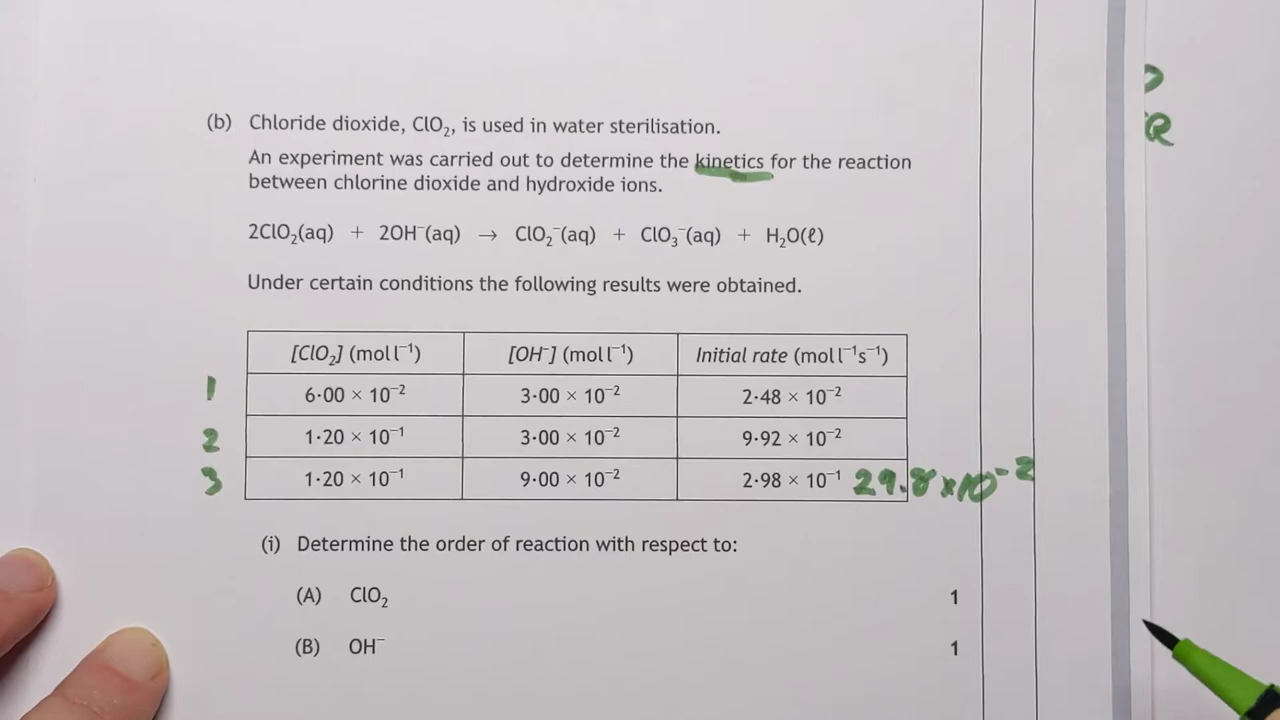 (b) Chloride dioxide, ClO₂, is used in water sterilisation.
An experiment was carried out to determine the kinetics for the reaction
between chlorine dioxide and hydroxide ions.
2ClO₂(aq) + 2OH⁻(aq) → ClO₂⁻(aq) + ClO₃⁻(aq) + H₂O(ℓ)
Under certain conditions the following results were obtained.
[ClO₂] (mol l⁻¹) [OH⁻] (mol l⁻¹) Initial rate (mol l⁻¹s⁻¹)
1 6·00 × 10⁻² 3·00 × 10⁻² 2·48 × 10⁻²
2 1·20 × 10⁻¹ 3·00 × 10⁻² 9·92 × 10⁻²
3 1·20 × 10⁻¹ 9·00 × 10⁻² 2·98 × 10⁻¹ 29.8 × 10⁻²
(i) Determine the order of reaction with respect to:
(A) ClO₂ 1
(B) OH⁻ 1